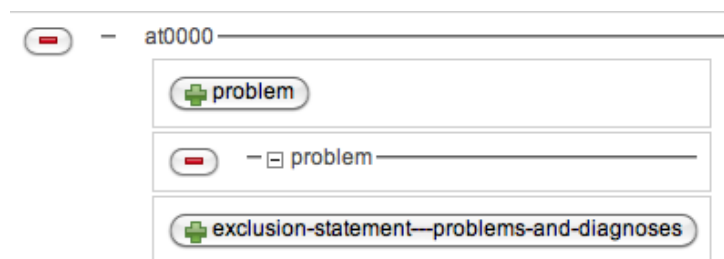 at0000
problem
problem
exclusion-statement---problems-and-diagnoses